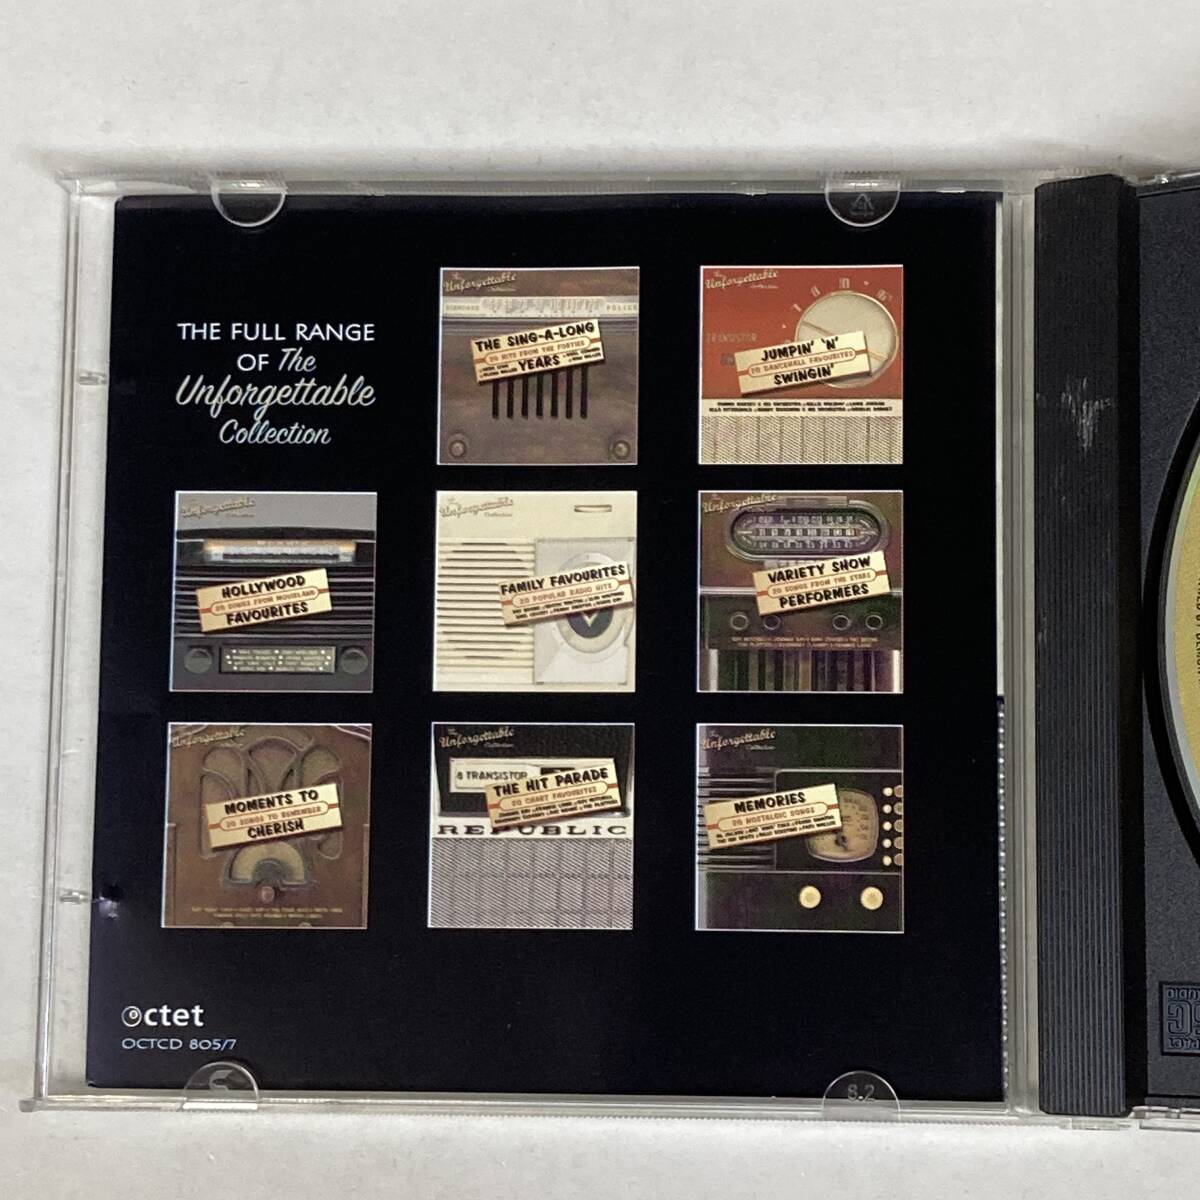 THE FULL RANGE
OF The
Unforgettable
Collection
The
Unforgettable
Collection
STANDARD
POLICE
THE SING-A-LONG
20 HITS FROM THE FORTIES
YEARS
The
Unforgettable
Collection
TRANSISTOR
JUMPIN' 'N'
20 DANCEHALL FAVOURITES
SWINGIN'
The
Unforgettable
Collection
HOLLYWOOD
20 SONGS FROM MOVIELAND
FAVOURITES
The
Unforgettable
Collection
FAMILY FAVOURITES
20 POPULAR RADIO HITS
The
Unforgettable
Collection
VARIETY SHOW
20 SONGS FROM THE STARS
PERFORMERS
The
Unforgettable
Collection
MOMENTS TO
20 SONGS TO REMEMBER
CHERISH
The
Unforgettable
Collection
8 TRANSISTOR
THE HIT PARADE
20 CHART FAVOURITES
REPUBLIC
The
Unforgettable
Collection
MEMORIES
20 NOSTALGIC SONGS
Octet
OCTCD 805/7
S.2